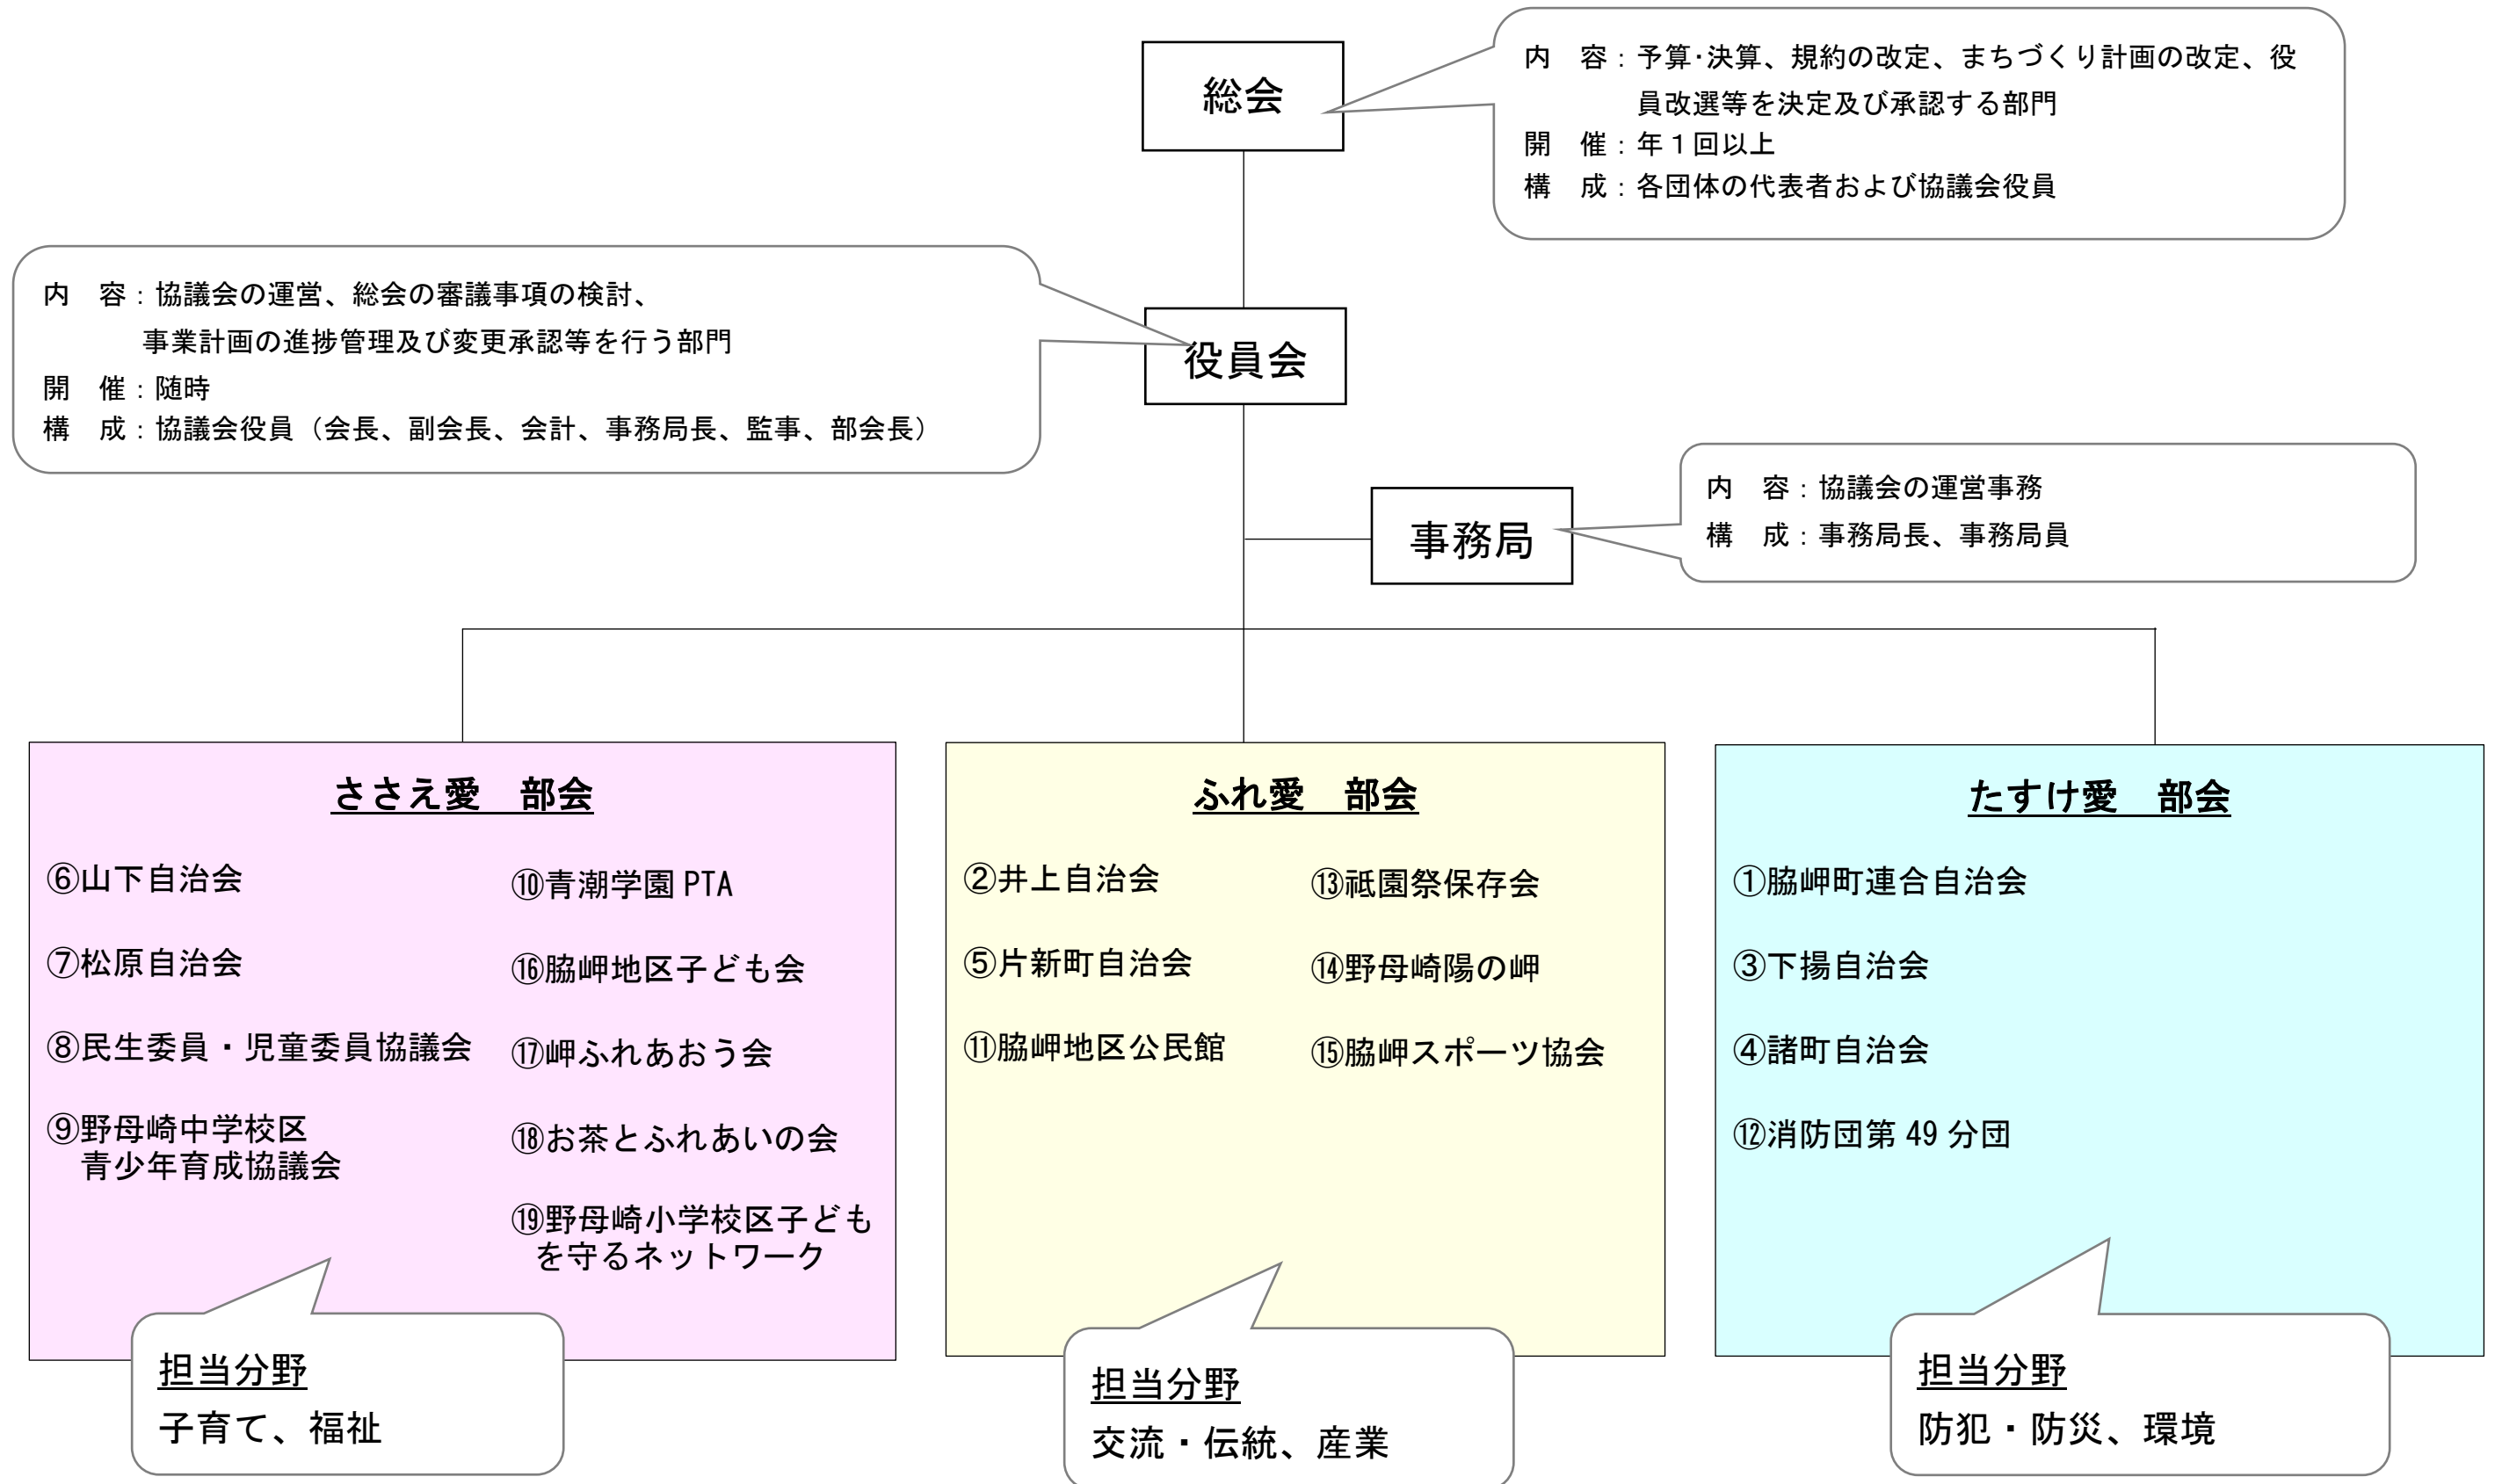 総会
内　容：予算･決算、規約の改定、まちづくり計画の改定、役
員改選等を決定及び承認する部門
開　催：年１回以上
構　成：各団体の代表者および協議会役員
内　容：協議会の運営、総会の審議事項の検討、
事業計画の進捗管理及び変更承認等を行う部門
開　催：随時
構　成：協議会役員（会長、副会長、会計、事務局長、監事、部会長）
役員会
事務局
内　容：協議会の運営事務
構　成：事務局長、事務局員
ささえ愛　部会
⑥山下自治会
⑦松原自治会
⑧民生委員・児童委員協議会
⑨野母崎中学校区
青少年育成協議会
⑩青潮学園 PTA
⑯脇岬地区子ども会
⑰岬ふれあおう会
⑱お茶とふれあいの会
⑲野母崎小学校区子ども
を守るネットワーク
担当分野
子育て、福祉
ふれ愛　部会
②井上自治会
⑤片新町自治会
⑪脇岬地区公民館
⑬祗園祭保存会
⑭野母崎陽の岬
⑮脇岬スポーツ協会
担当分野
交流・伝統、産業
たすけ愛　部会
①脇岬町連合自治会
③下揚自治会
④諸町自治会
⑫消防団第 49 分団
担当分野
防犯・防災、環境